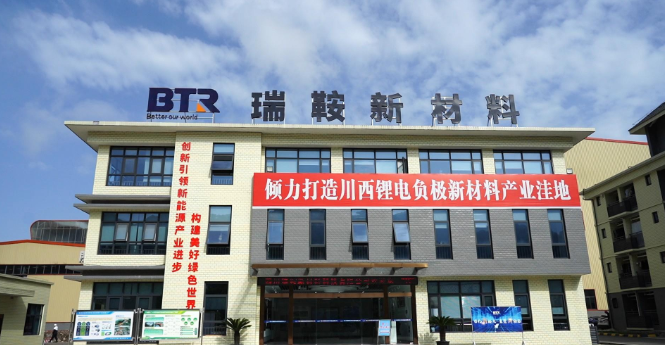 BTR 瑞鞍新材料
Better our world
倾力打造川西锂电负极新材料产业洼地
创新引领新能源产业进步
构建美好绿色世界